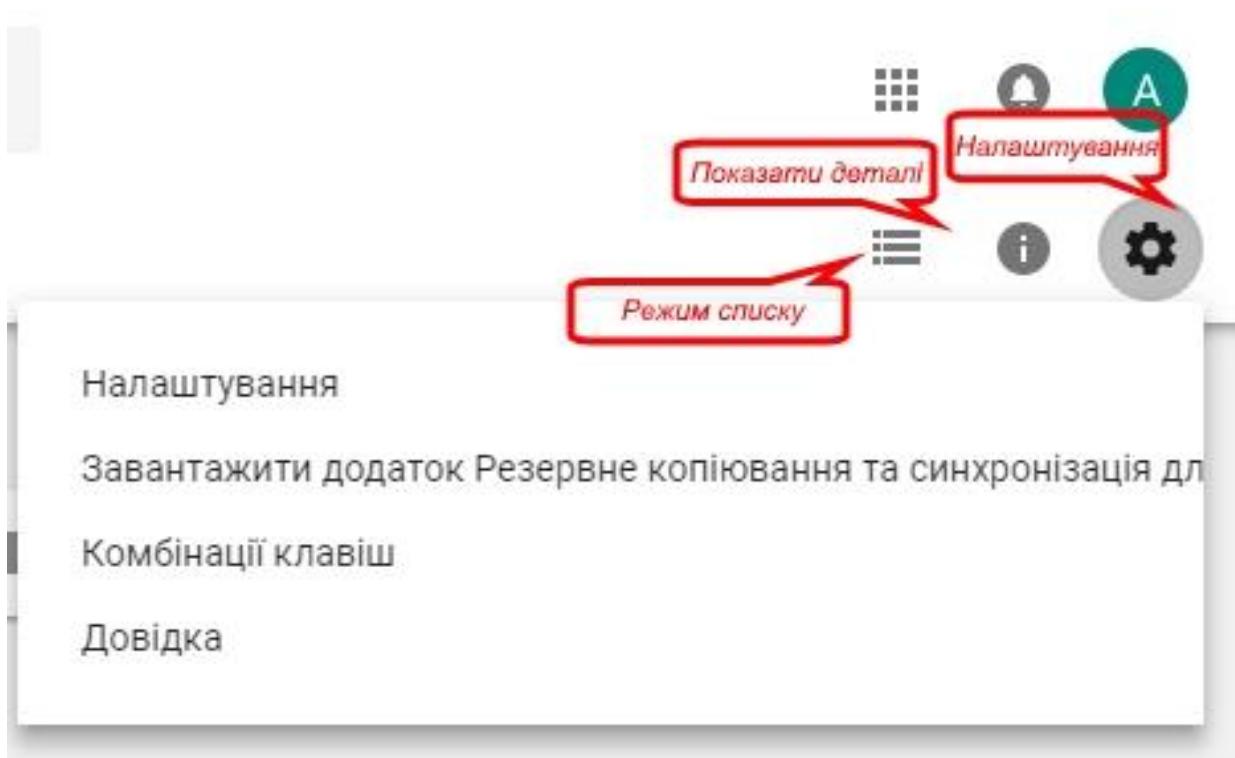 А
Налаштування
Показати деталі
Режим списку
Налаштування
Завантажити додаток Резервне копіювання та синхронізація дл
Комбінації клавіш
Довідка